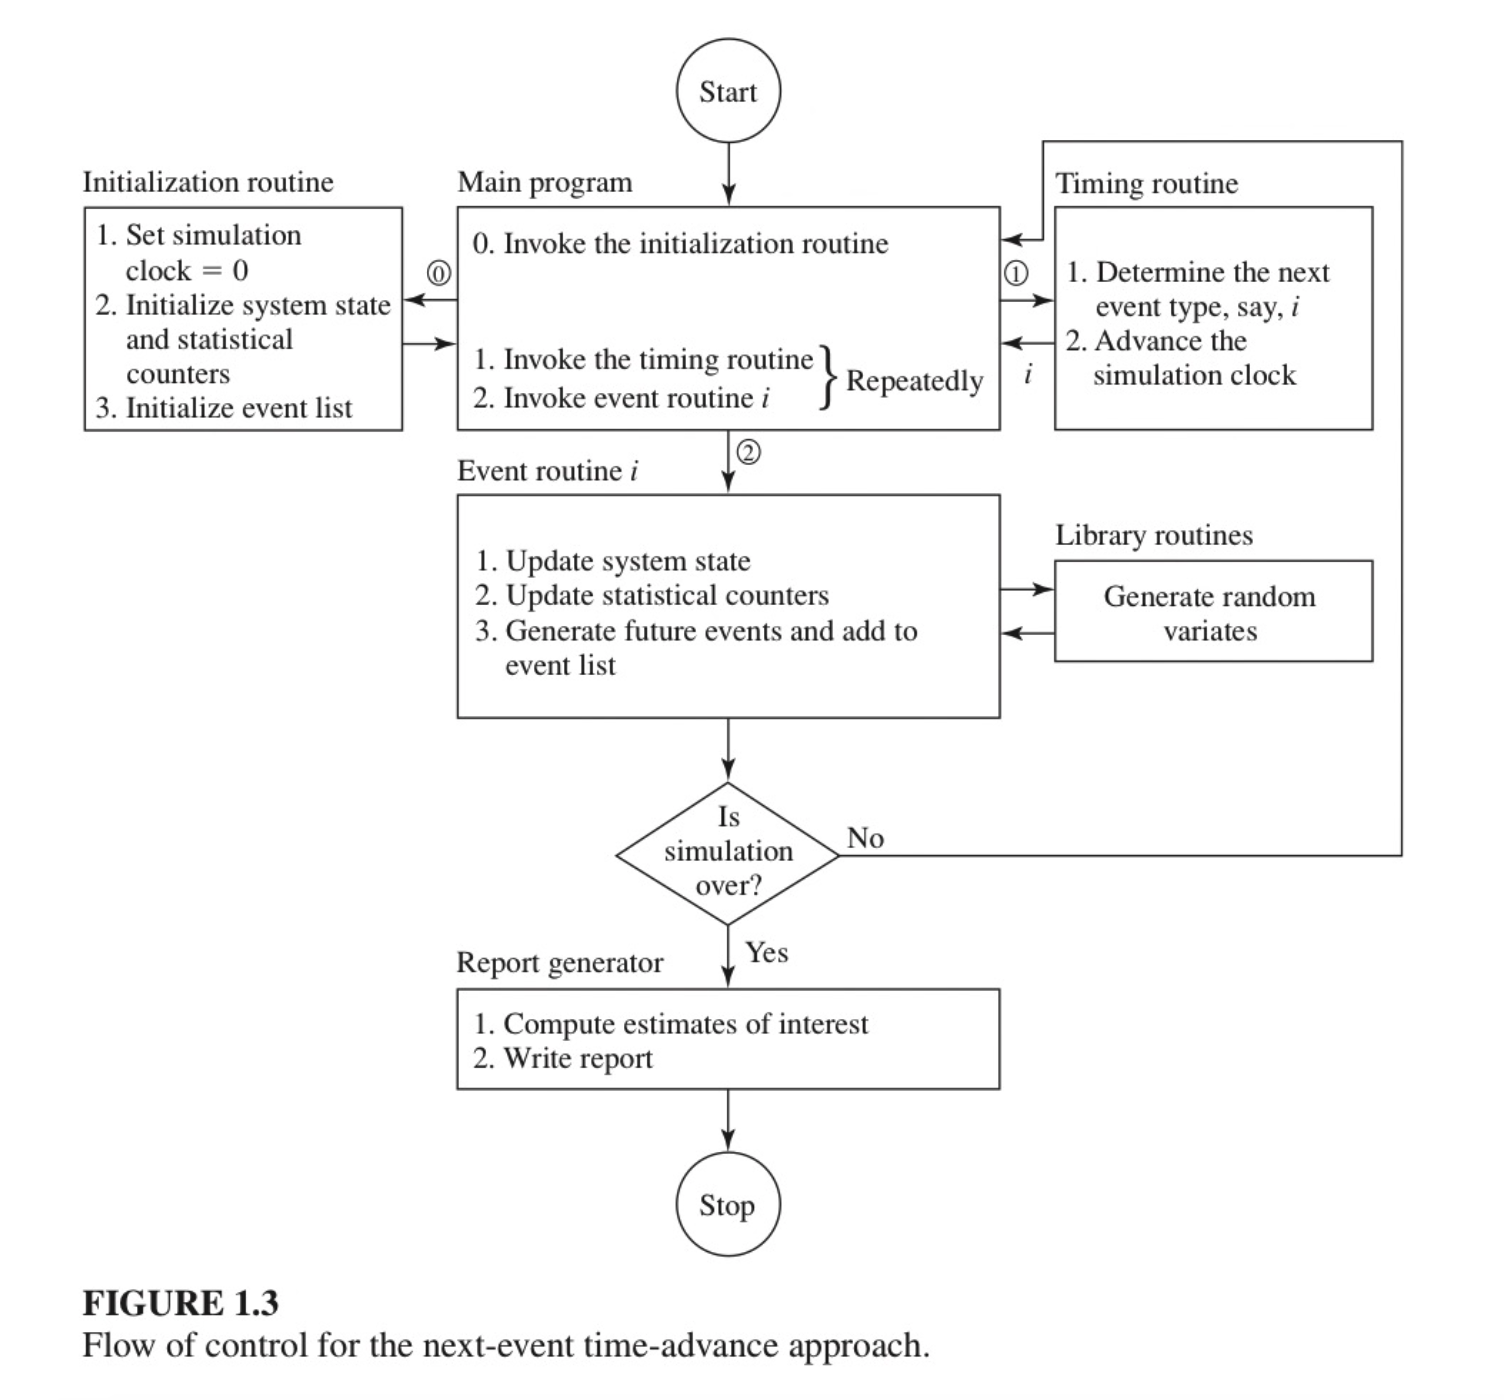 Start
Initialization routine
1. Set simulation
clock = 0
2. Initialize system state
and statistical
counters
3. Initialize event list
⓪
Main program
0. Invoke the initialization routine
1. Invoke the timing routine
2. Invoke event routine i
} Repeatedly
①
i
Timing routine
1. Determine the next
event type, say, i
2. Advance the
simulation clock
②
Event routine i
1. Update system state
2. Update statistical counters
3. Generate future events and add to
event list
Library routines
Generate random
variates
Is
simulation
over?
No
Yes
Report generator
1. Compute estimates of interest
2. Write report
Stop
FIGURE 1.3
Flow of control for the next-event time-advance approach.